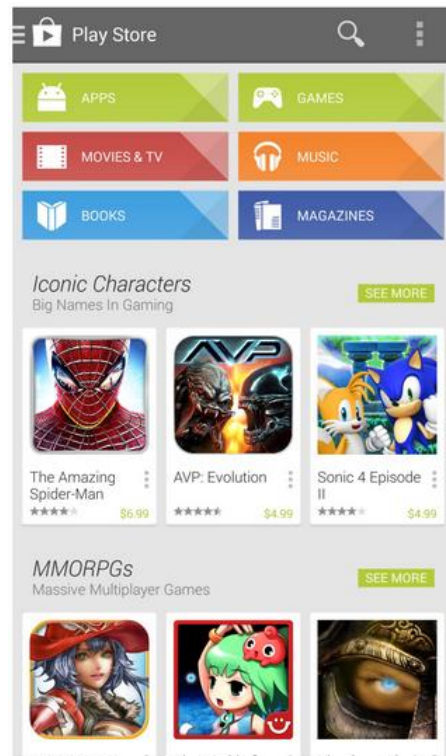 Play Store
APPS
GAMES
MOVIES & TV
MUSIC
BOOKS
MAGAZINES
Iconic Characters
SEE MORE
Big Names In Gaming
AVP
The Amazing
Spider-Man
$6.99
AVP: Evolution
$4.99
Sonic 4 Episode
II
$4.99
MMORPGs
SEE MORE
Massive Multiplayer Games